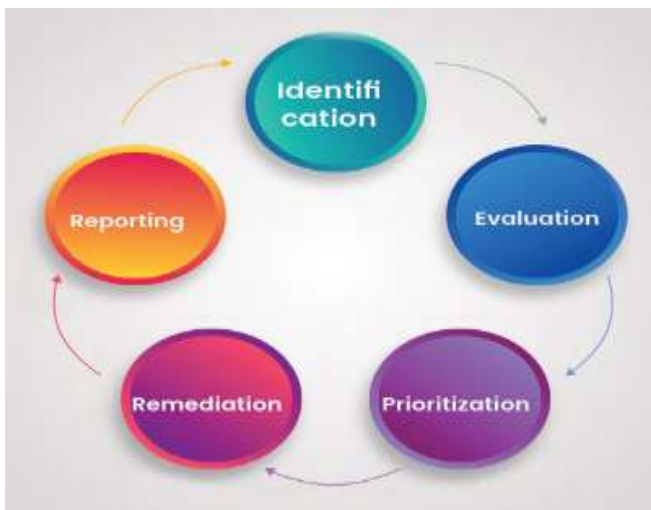 Identifi
cation
Evaluation
Prioritization
Remediation
Reporting